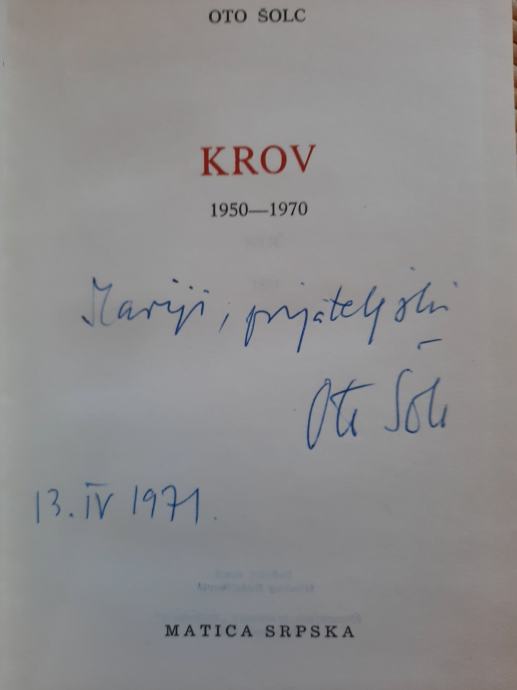 OTO ŠOLC
KROV
1950—1970
Mariji, prijateljski
Oto Šolc
13. IV 1971.
MATICA SRPSKA